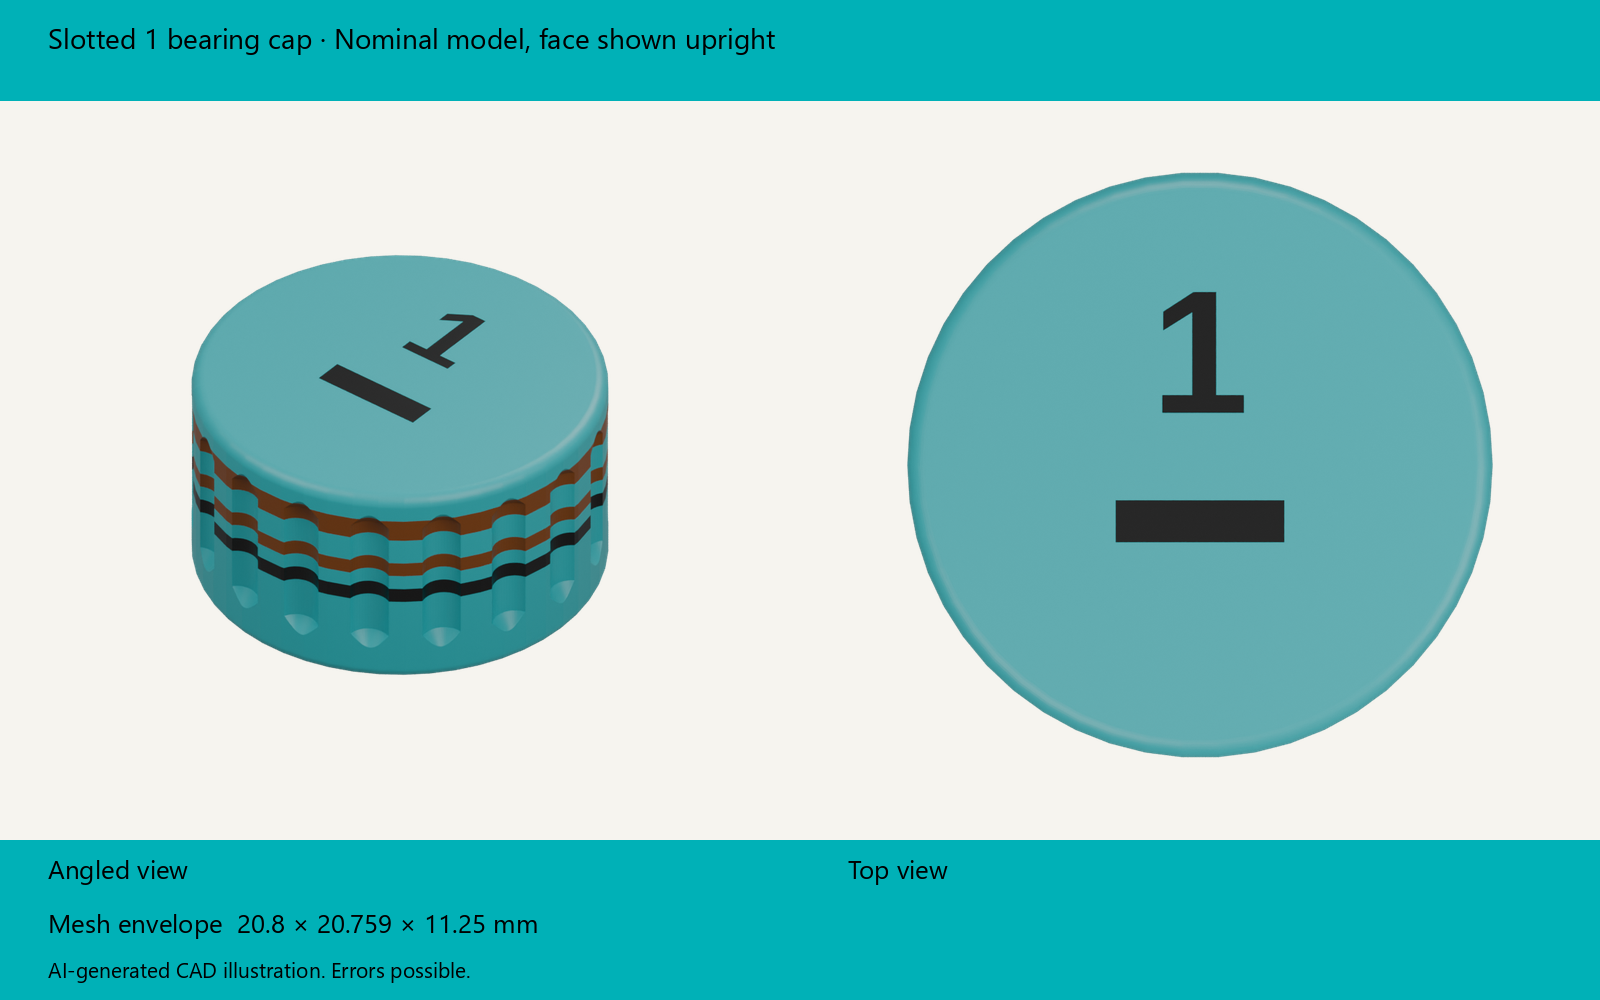 Slotted 1 bearing cap · Nominal model, face shown upright
1
1
Angled view
Top view
Mesh envelope 20.8 × 20.759 × 11.25 mm
AI-generated CAD illustration. Errors possible.